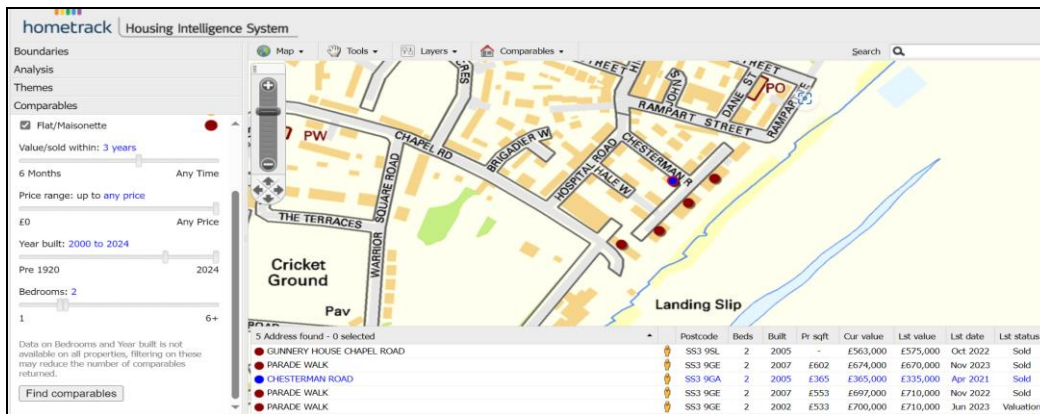 hometrack Housing Intelligence System
Boundaries
Analysis
Themes
Comparables
Flat/Maisonette
Value/sold within: 3 years
6 Months Any Time
Price range: up to any price
£0 Any Price
Year built: 2000 to 2024
Pre 1920 2024
Bedrooms: 2
1 6+
Data on Bedrooms and Year built is not
available on all properties, filtering on these
may reduce the number of comparables
returned.
Find comparables
Map Tools Layers Comparables Search
STREET
ACRES
JOHN S
DANE ST
STREET
PO
RAMPART STREET
RAMPA
PW
CHAPEL RD
BRIGADIER W
HOSPITAL ROAD
HALE W
CHESTERMAN R
THE TERRACES
WARRIOR SQUARE ROAD
Cricket
Ground
Pav
ROAD
Landing Slip
5 Address found - 0 selected Postcode Beds Built Pr sqft Cur value Lst value Lst date Lst status
GUNNERY HOUSE CHAPEL ROAD SS3 9SL 2 2005 - £563,000 £575,000 Oct 2022 Sold
PARADE WALK SS3 9GE 2 2007 £602 £674,000 £670,000 Nov 2023 Sold
CHESTERMAN ROAD SS3 9GA 2 2005 £365 £365,000 £335,000 Apr 2021 Sold
PARADE WALK SS3 9GE 2 2007 £553 £697,000 £710,000 Nov 2022 Sold
PARADE WALK SS3 9GE 2 2002 £533 £700,000 £710,000 Jun 2023 Valuation